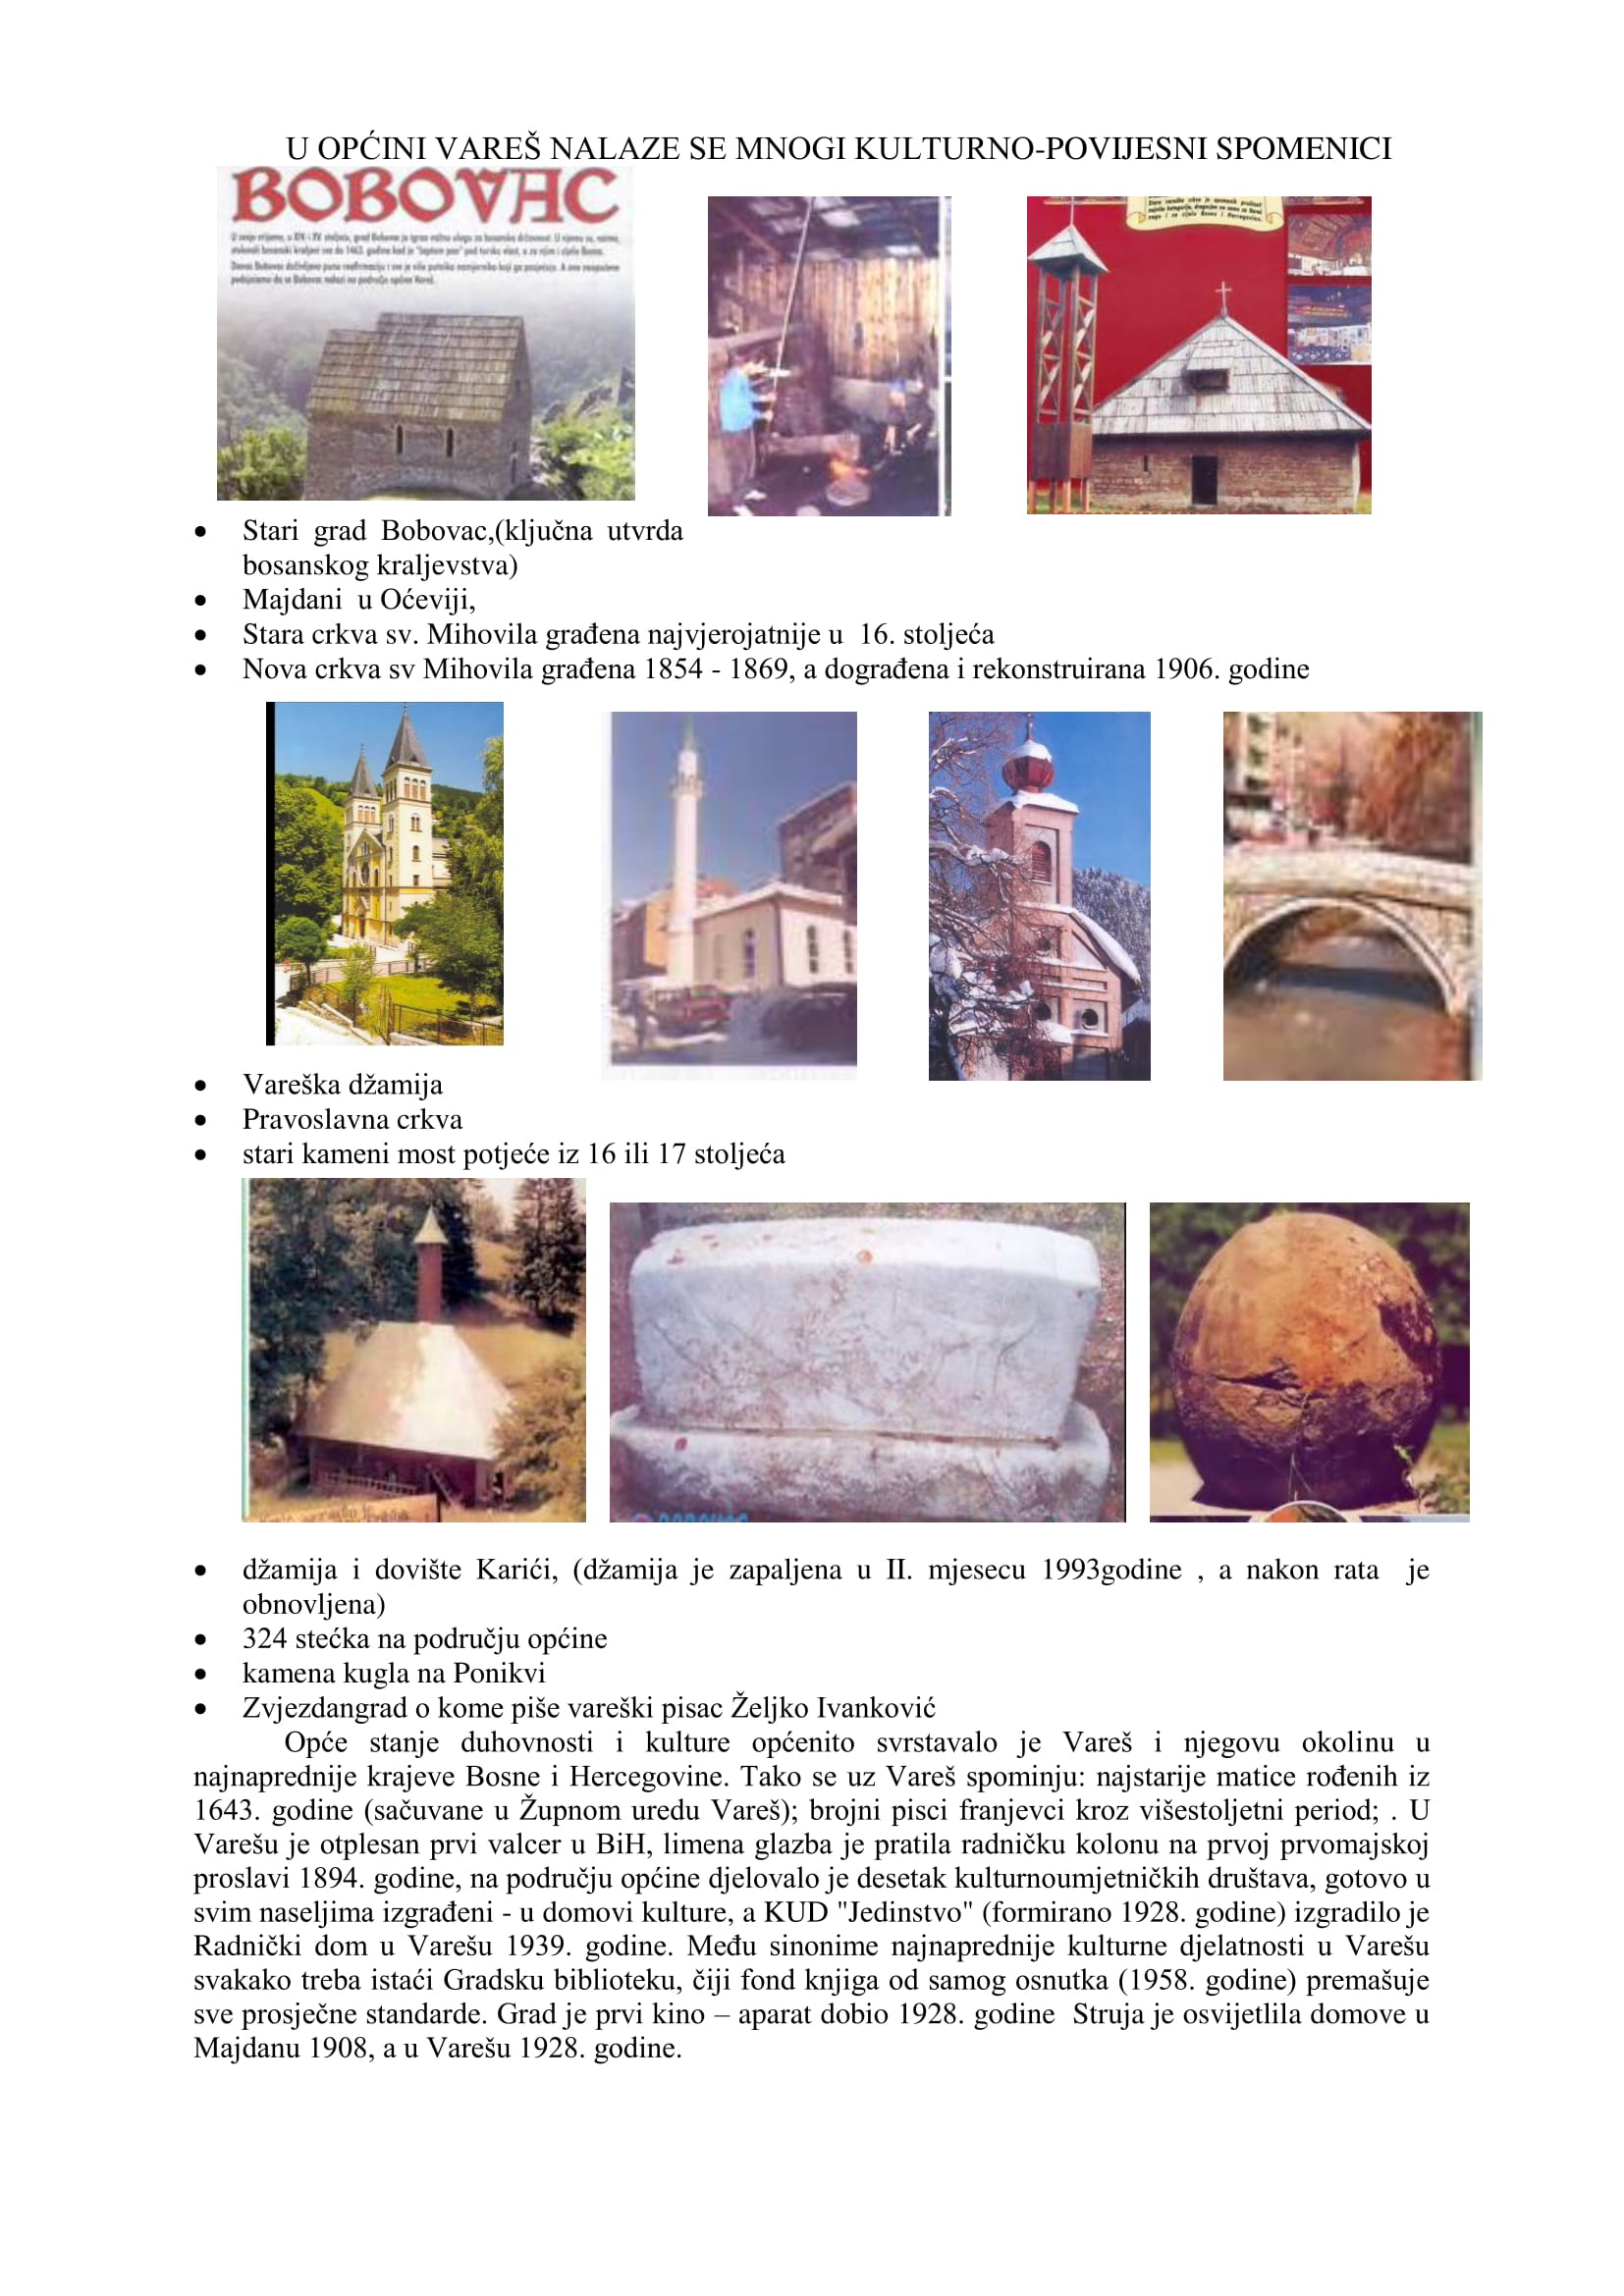 U OPĆINI VAREŠ NALAZE SE MNOGI KULTURNO-POVIJESNI SPOMENICI
BOBOVAC
• Stari grad Bobovac,(ključna utvrda
bosanskog kraljevstva)
• Majdani u Oćeviji,
• Stara crkva sv. Mihovila građena najvjerojatnije u 16. stoljeća
• Nova crkva sv Mihovila građena 1854 - 1869, a dograđena i rekonstruirana 1906. godine
• Vareška džamija
• Pravoslavna crkva
• stari kameni most potjeće iz 16 ili 17 stoljeća
• džamija i dovište Karići, (džamija je zapaljena u II. mjesecu 1993godine , a nakon rata je
obnovljena)
• 324 stećka na području općine
• kamena kugla na Ponikvi
• Zvjezdangrad o kome piše vareški pisac Željko Ivanković
Opće stanje duhovnosti i kulture općenito svrstavalo je Vareš i njegovu okolinu u
najnaprednije krajeve Bosne i Hercegovine. Tako se uz Vareš spominju: najstarije matice rođenih iz
1643. godine (sačuvane u Župnom uredu Vareš); brojni pisci franjevci kroz višestoljetni period; . U
Varešu je otplesan prvi valcer u BiH, limena glazba je pratila radničku kolonu na prvoj prvomajskoj
proslavi 1894. godine, na području općine djelovalo je desetak kulturnoumjetničkih društava, gotovo u
svim naseljima izgrađeni - u domovi kulture, a KUD "Jedinstvo" (formirano 1928. godine) izgradilo je
Radnički dom u Varešu 1939. godine. Među sinonime najnaprednije kulturne djelatnosti u Varešu
svakako treba istaći Gradsku biblioteku, čiji fond knjiga od samog osnutka (1958. godine) premašuje
sve prosječne standarde. Grad je prvi kino – aparat dobio 1928. godine Struja je osvijetlila domove u
Majdanu 1908, a u Varešu 1928. godine.